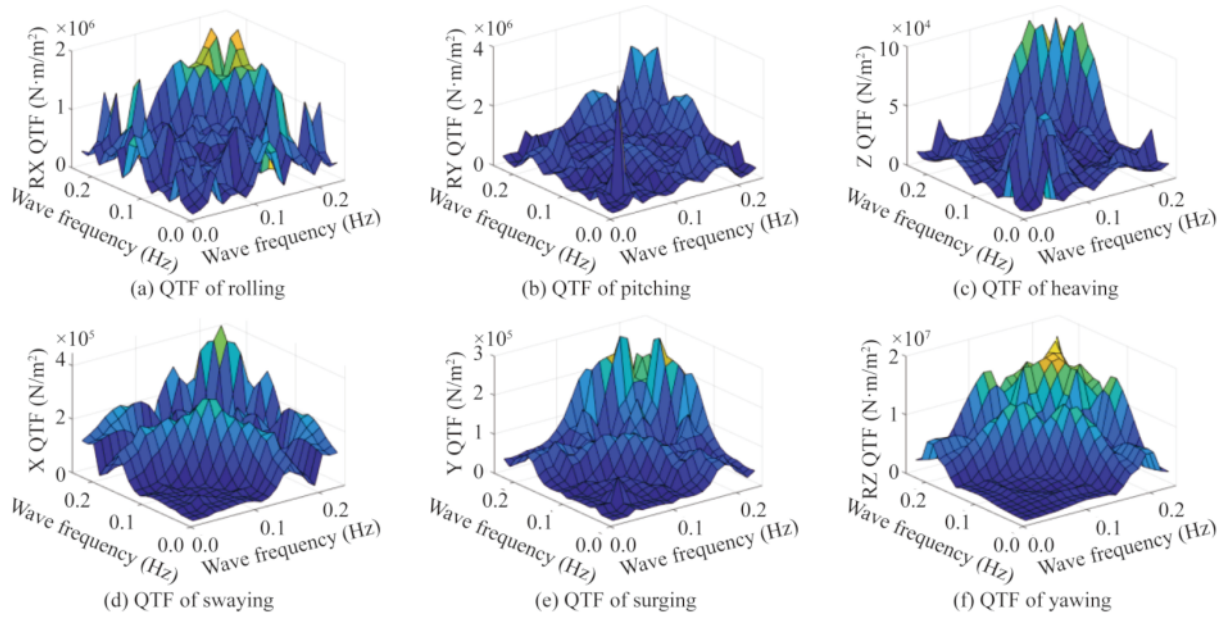 ×10⁶
RX QTF (N·m/m²)
2
1
0
0.2
0.1
0.0
Wave frequency (Hz)
0.0
0.1
0.2
Wave frequency (Hz)
(a) QTF of rolling
×10⁶
RY QTF (N·m/m²)
4
2
0
0.2
0.1
0.0
Wave frequency (Hz)
0.0
0.1
0.2
Wave frequency (Hz)
(b) QTF of pitching
×10⁴
Z QTF (N/m²)
10
5
0
0.2
0.1
0.0
Wave frequency (Hz)
0.0
0.1
0.2
Wave frequency (Hz)
(c) QTF of heaving
×10⁵
X QTF (N/m²)
4
2
0
0.2
0.1
0.0
Wave frequency (Hz)
0.0
0.1
0.2
Wave frequency (Hz)
(d) QTF of swaying
×10⁵
Y QTF (N/m²)
3
2
1
0
0.2
0.1
0.0
Wave frequency (Hz)
0.0
0.1
0.2
Wave frequency (Hz)
(e) QTF of surging
×10⁷
RZ QTF (N·m/m²)
2
1
0
0.2
0.1
0.0
Wave frequency (Hz)
0.0
0.1
0.2
Wave frequency (Hz)
(f) QTF of yawing